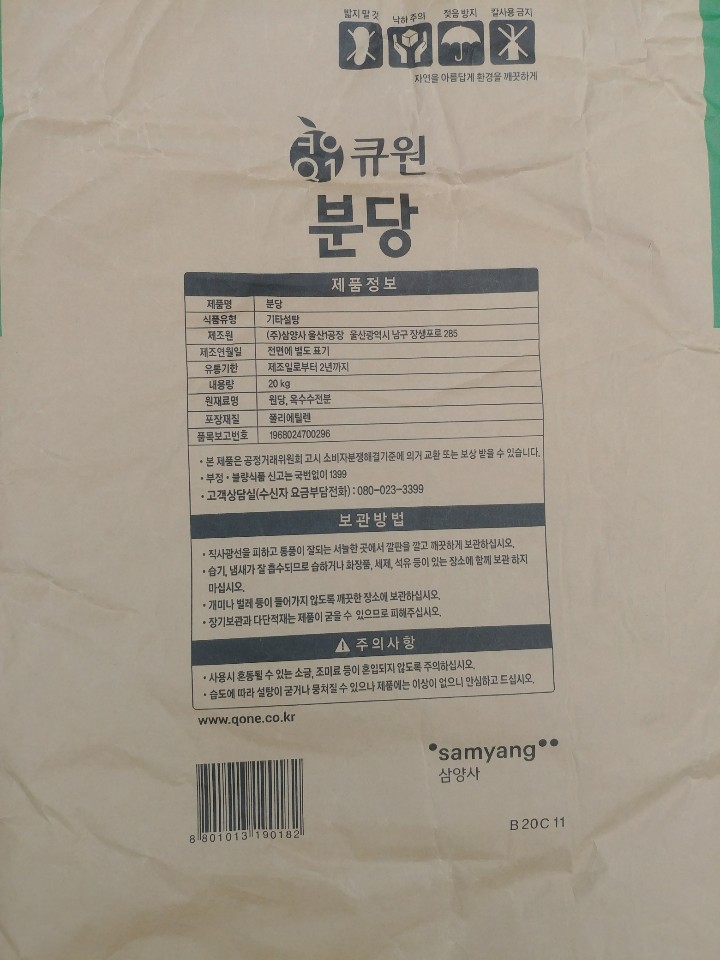 밟지 말 것 낙하 주의 젖음 방지 칼사용 금지
자연을 아름답게 환경을 깨끗하게
큐원
Q1 큐원
분당
제품정보
제품명 분당
식품유형 기타설탕
제조원 (주)삼양사 울산1공장 울산광역시 남구 장생포로 285
제조연월일 전면에 별도 표기
유통기한 제조일로부터 2년까지
내용량 20 kg
원재료명 원당, 옥수수전분
포장재질 폴리에틸렌
품목보고번호 1968024700296
• 본 제품은 공정거래위원회 고시 소비자분쟁해결기준에 의거 교환 또는 보상 받을 수 있습니다.
• 부정 • 불량식품 신고는 국번없이 1399
• 고객상담실(수신자 요금부담전화) : 080-023-3399
보관방법
• 직사광선을 피하고 통풍이 잘되는 서늘한 곳에서 깔판을 깔고 깨끗하게 보관하십시오.
• 습기, 냄새가 잘 흡수되므로 습하거나 화장품, 세제, 석유 등이 있는 장소에 함께 보관 하지
마십시오.
• 개미나 벌레 등이 들어가지 않도록 깨끗한 장소에 보관하십시오.
• 장기보관과 다단적재는 제품이 굳을 수 있으므로 피해주십시오.
주의사항
• 사용시 혼동될 수 있는 소금, 조미료 등이 혼입되지 않도록 주의하십시오.
• 습도에 따라 설탕이 굳거나 뭉쳐질 수 있으나 제품에는 이상이 없으니 안심하고 드십시오.
www.qone.co.kr
samyang
삼양사
8 801013 190182
B 20 C 11